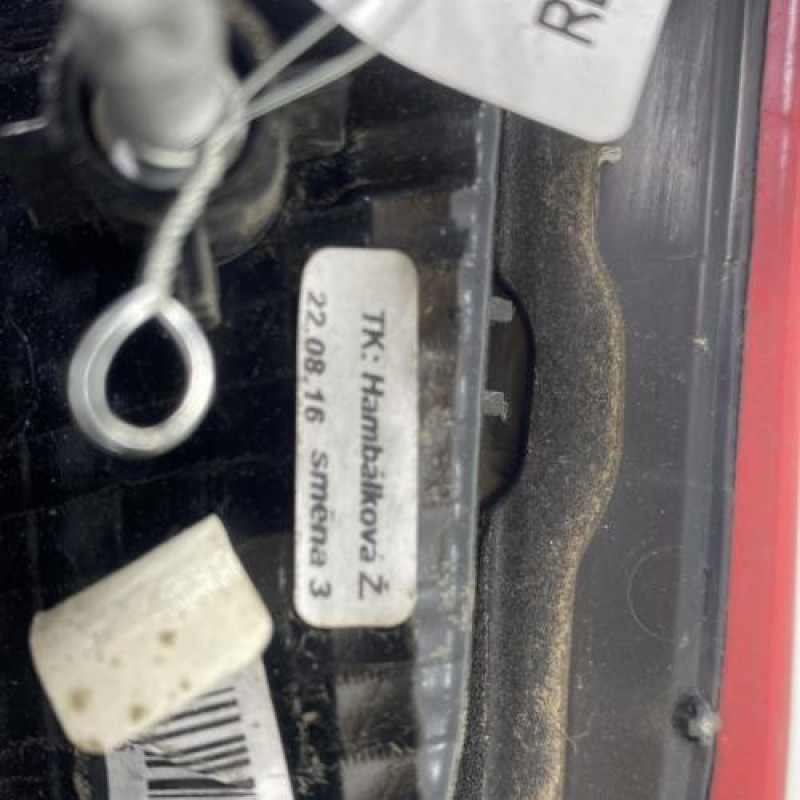 TK: Hambálková Ž
22.08.16 směna 3